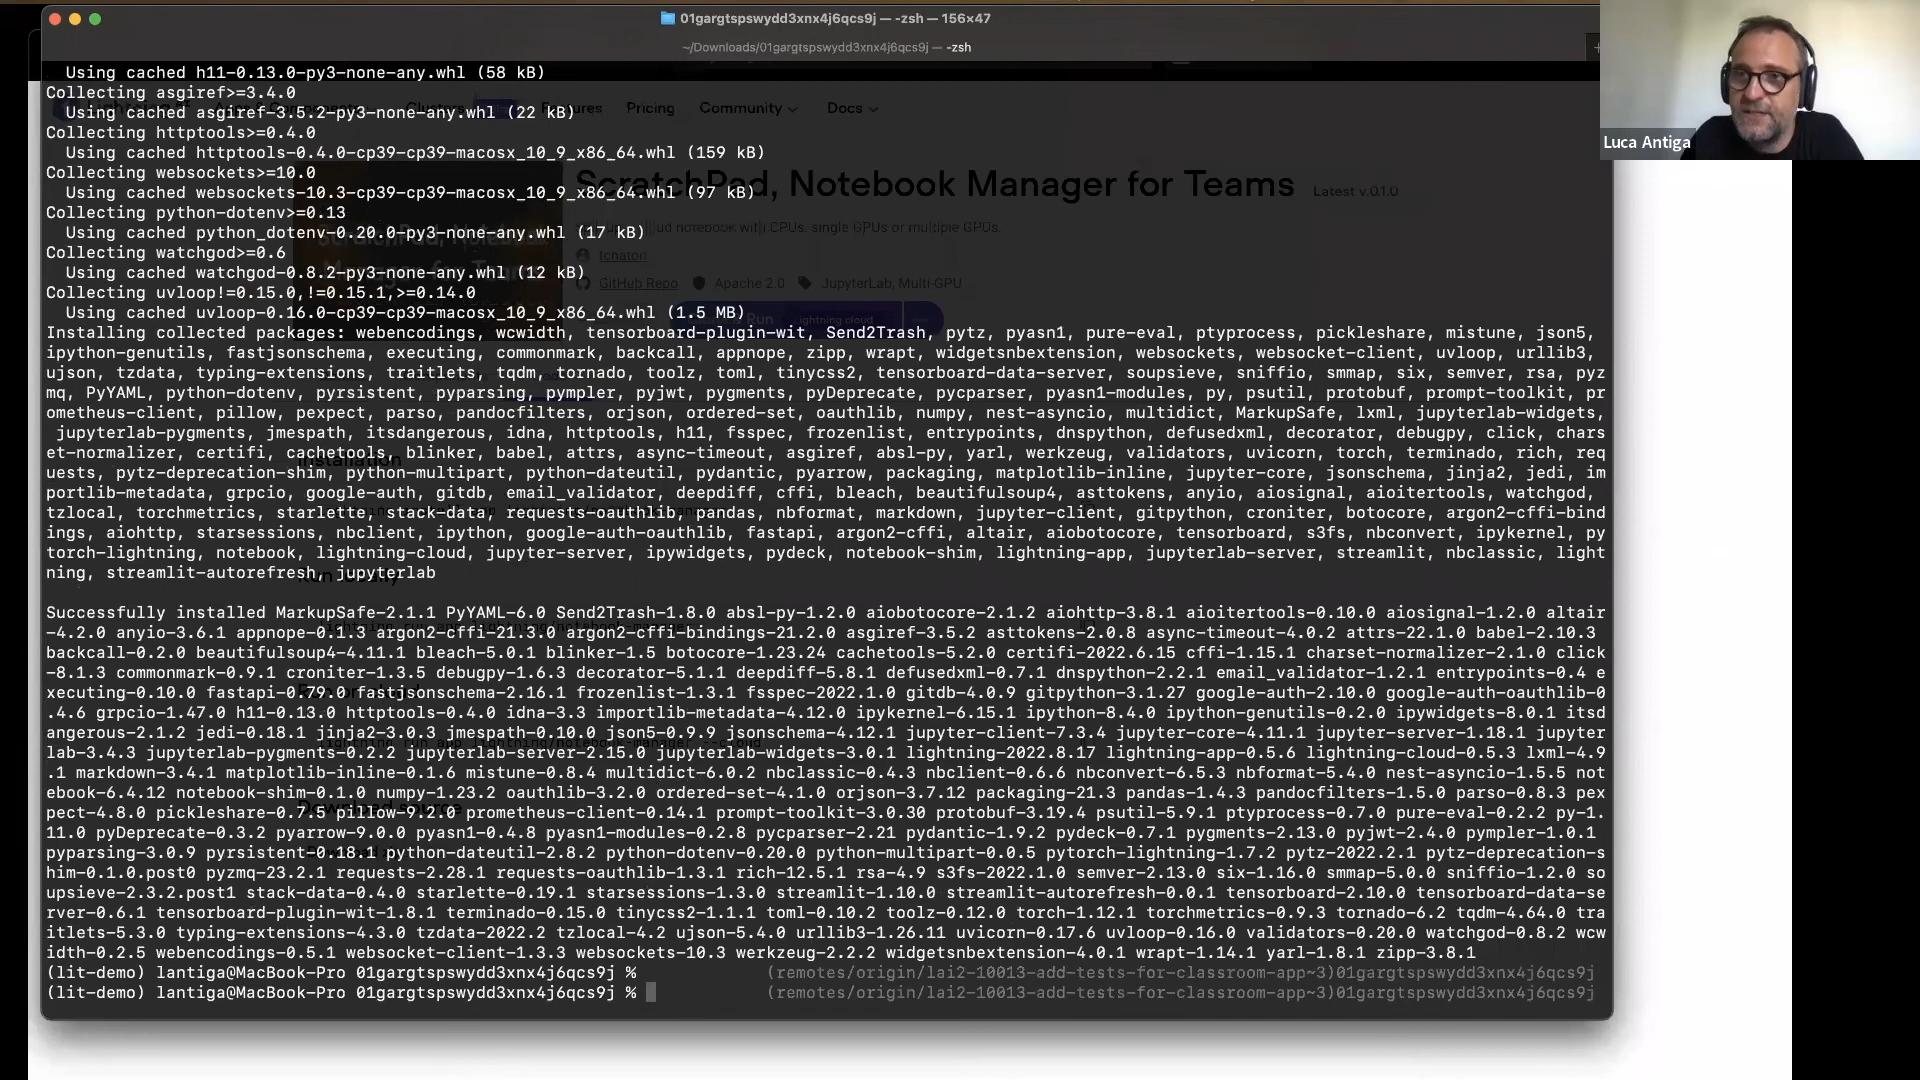 01gargtspswydd3xnx4j6qcs9j — -zsh — 156×47
~/Downloads/01gargtspswydd3xnx4j6qcs9j — -zsh
Using cached h11-0.13.0-py3-none-any.whl (58 kB)
Collecting asgiref>=3.4.0
Clusters Features Pricing Community Docs
Using cached asgiref-3.5.2-py3-none-any.whl (22 kB)
Collecting httptools>=0.4.0
Using cached httptools-0.4.0-cp39-cp39-macosx_10_9_x86_64.whl (159 kB)
Luca Antiga
Collecting websockets>=10.0
ScratchPad, Notebook Manager for Teams Latest v.0.1.0
Using cached websockets-10.3-cp39-cp39-macosx_10_9_x86_64.whl (97 kB)
Collecting python-dotenv>=0.13
Using cached python_dotenv-0.20.0-py3-none-any.whl (17 kB)
notebook with CPUs, single GPUs or multiple GPUs.
Collecting watchgod>=0.6
tchaton
Using cached watchgod-0.8.2-py3-none-any.whl (12 kB)
GitHub Repo Apache 2.0 JupyterLab, Multi-GPU
Collecting uvloop!=0.15.0,!=0.15.1,>=0.14.0
Using cached uvloop-0.16.0-cp39-cp39-macosx_10_9_x86_64.whl (1.5 MB)
Run lightning cloud
Installing collected packages: webencodings, wcwidth, tensorboard-plugin-wit, Send2Trash, pytz, pyasn1, pure-eval, ptyprocess, pickleshare, mistune, json5,
ipython-genutils, fastjsonschema, executing, commonmark, backcall, appnope, zipp, wrapt, widgetsnbextension, websockets, websocket-client, uvloop, urllib3,
ujson, tzdata, typing-extensions, traitlets, tqdm, tornado, toolz, toml, tinycss2, tensorboard-data-server, soupsieve, sniffio, smmap, six, semver, rsa, pyz
mq, PyYAML, python-dotenv, pyrsistent, pyparsing, pympler, pyjwt, pygments, pyDeprecate, pycparser, pyasn1-modules, py, psutil, protobuf, prompt-toolkit, pr
ometheus-client, pillow, pexpect, parso, pandocfilters, orjson, ordered-set, oauthlib, numpy, nest-asyncio, multidict, MarkupSafe, lxml, jupyterlab-widgets,
jupyterlab-pygments, jmespath, itsdangerous, idna, httptools, h11, fsspec, frozenlist, entrypoints, dnspython, defusedxml, decorator, debugpy, click, chars
et-normalizer, certifi, cachetools, blinker, babel, attrs, async-timeout, asgiref, absl-py, yarl, werkzeug, validators, uvicorn, torch, terminado, rich, req
Installation
uests, pytz-deprecation-shim, python-multipart, python-dateutil, pydantic, pyarrow, packaging, matplotlib-inline, jupyter-core, jsonschema, jinja2, jedi, im
portlib-metadata, grpcio, google-auth, gitdb, email_validator, deepdiff, cffi, bleach, beautifulsoup4, asttokens, anyio, aiosignal, aioitertools, watchgod,
tzlocal, torchmetrics, starlette, stack-data, requests-oauthlib, pandas, nbformat, markdown, jupyter-client, gitpython, croniter, botocore, argon2-cffi-bind
ings, aiohttp, starsessions, nbclient, ipython, google-auth-oauthlib, fastapi, argon2-cffi, altair, aiobotocore, tensorboard, s3fs, nbconvert, ipykernel, py
torch-lightning, notebook, lightning-cloud, jupyter-server, ipywidgets, pydeck, notebook-shim, lightning-app, jupyterlab-server, streamlit, nbclassic, light
ning, streamlit-autorefresh, jupyterlab
Run locally
Successfully installed MarkupSafe-2.1.1 PyYAML-6.0 Send2Trash-1.8.0 absl-py-1.2.0 aiobotocore-2.1.2 aiohttp-3.8.1 aioitertools-0.10.0 aiosignal-1.2.0 altair
lightning run app lightning/notebook-manager
-4.2.0 anyio-3.6.1 appnope-0.1.3 argon2-cffi-21.3.0 argon2-cffi-bindings-21.2.0 asgiref-3.5.2 asttokens-2.0.8 async-timeout-4.0.2 attrs-22.1.0 babel-2.10.3
backcall-0.2.0 beautifulsoup4-4.11.1 bleach-5.0.1 blinker-1.5 botocore-1.23.24 cachetools-5.2.0 certifi-2022.6.15 cffi-1.15.1 charset-normalizer-2.1.0 click
-8.1.3 commonmark-0.9.1 croniter-1.3.5 debugpy-1.6.3 decorator-5.1.1 deepdiff-5.8.1 defusedxml-0.7.1 dnspython-2.2.1 email_validator-1.2.1 entrypoints-0.4 e
xecuting-0.10.0 fastapi-0.79.0 fastjsonschema-2.16.1 frozenlist-1.3.1 fsspec-2022.1.0 gitdb-4.0.9 gitpython-3.1.27 google-auth-2.10.0 google-auth-oauthlib-0
.4.6 grpcio-1.47.0 h11-0.13.0 httptools-0.4.0 idna-3.3 importlib-metadata-4.12.0 ipykernel-6.15.1 ipython-8.4.0 ipython-genutils-0.2.0 ipywidgets-8.0.1 itsd
angerous-2.1.2 jedi-0.18.1 jinja2-3.0.3 jmespath-0.10.0 json5-0.9.9 jsonschema-4.12.1 jupyter-client-7.3.4 jupyter-core-4.11.1 jupyter-server-1.18.1 jupyter
lightning run app lightning/notebook-manager --cloud
lab-3.4.3 jupyterlab-pygments-0.2.2 jupyterlab-server-2.15.0 jupyterlab-widgets-3.0.1 lightning-2022.8.17 lightning-app-0.5.6 lightning-cloud-0.5.3 lxml-4.9
.1 markdown-3.4.1 matplotlib-inline-0.1.6 mistune-0.8.4 multidict-6.0.2 nbclassic-0.4.3 nbclient-0.6.6 nbconvert-6.5.3 nbformat-5.4.0 nest-asyncio-1.5.5 not
ebook-6.4.12 notebook-shim-0.1.0 numpy-1.23.2 oauthlib-3.2.0 ordered-set-4.1.0 orjson-3.7.12 packaging-21.3 pandas-1.4.3 pandocfilters-1.5.0 parso-0.8.3 pex
Download source
pect-4.8.0 pickleshare-0.7.5 pillow-9.2.0 prometheus-client-0.14.1 prompt-toolkit-3.0.30 protobuf-3.19.4 psutil-5.9.1 ptyprocess-0.7.0 pure-eval-0.2.2 py-1.
11.0 pyDeprecate-0.3.2 pyarrow-9.0.0 pyasn1-0.4.8 pyasn1-modules-0.2.8 pycparser-2.21 pydantic-1.9.2 pydeck-0.7.1 pygments-2.13.0 pyjwt-2.4.0 pympler-1.0.1
pyparsing-3.0.9 pyrsistent-0.18.1 python-dateutil-2.8.2 python-dotenv-0.20.0 python-multipart-0.0.5 pytorch-lightning-1.7.2 pytz-2022.2.1 pytz-deprecation-s
him-0.1.0.post0 pyzmq-23.2.1 requests-2.28.1 requests-oauthlib-1.3.1 rich-12.5.1 rsa-4.9 s3fs-2022.1.0 semver-2.13.0 six-1.16.0 smmap-5.0.0 sniffio-1.2.0 so
upsieve-2.3.2.post1 stack-data-0.4.0 starlette-0.19.1 starsessions-1.3.0 streamlit-1.10.0 streamlit-autorefresh-0.0.1 tensorboard-2.10.0 tensorboard-data-se
rver-0.6.1 tensorboard-plugin-wit-1.8.1 terminado-0.15.0 tinycss2-1.1.1 toml-0.10.2 toolz-0.12.0 torch-1.12.1 torchmetrics-0.9.3 tornado-6.2 tqdm-4.64.0 tra
itlets-5.3.0 typing-extensions-4.3.0 tzdata-2022.2 tzlocal-4.2 ujson-5.4.0 urllib3-1.26.11 uvicorn-0.17.6 uvloop-0.16.0 validators-0.20.0 watchgod-0.8.2 wcw
idth-0.2.5 webencodings-0.5.1 websocket-client-1.3.3 websockets-10.3 werkzeug-2.2.2 widgetsnbextension-4.0.1 wrapt-1.14.1 yarl-1.8.1 zipp-3.8.1
(lit-demo) lantiga@MacBook-Pro 01gargtspswydd3xnx4j6qcs9j % (remotes/origin/lai2-10013-add-tests-for-classroom-app~3)01gargtspswydd3xnx4j6qcs9j
(lit-demo) lantiga@MacBook-Pro 01gargtspswydd3xnx4j6qcs9j % (remotes/origin/lai2-10013-add-tests-for-classroom-app~3)01gargtspswydd3xnx4j6qcs9j